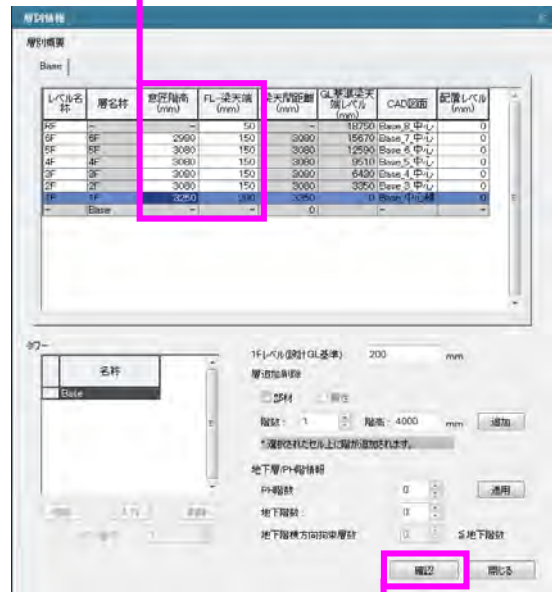 層別情報
層別概要
Base
レベル名称 層名称 意匠階高(mm) FL-梁天端(mm) 梁天間距離(mm) GL基準梁天端レベル(mm) CAD図面 配置レベル(mm)
RF - - 50 - 18750 Base_8_中心 0
6F 6F 2980 150 3080 15670 Base_7_中心 0
5F 5F 3080 150 3080 12590 Base_6_中心 0
4F 4F 3080 150 3080 9510 Base_5_中心 0
3F 3F 3080 150 3080 6430 Base_4_中心 0
2F 2F 3080 150 3080 3350 Base_3_中心 0
1F 1F 3250 200 3350 0 Base_中心線 0
- Base - - 0 - -
タワー
名称
Base
1Fレベル(設計GL基準) : 200 mm
層追加削除
部材
階数 : 1 階高 : 4000 mm 追加
* 選択されたセル上に階が追加されます。
地下層/PH階情報
PH階数 0 適用
地下階数 : 0
地下階横方向拘束層数 0 ≦地下階数
確認 閉じる